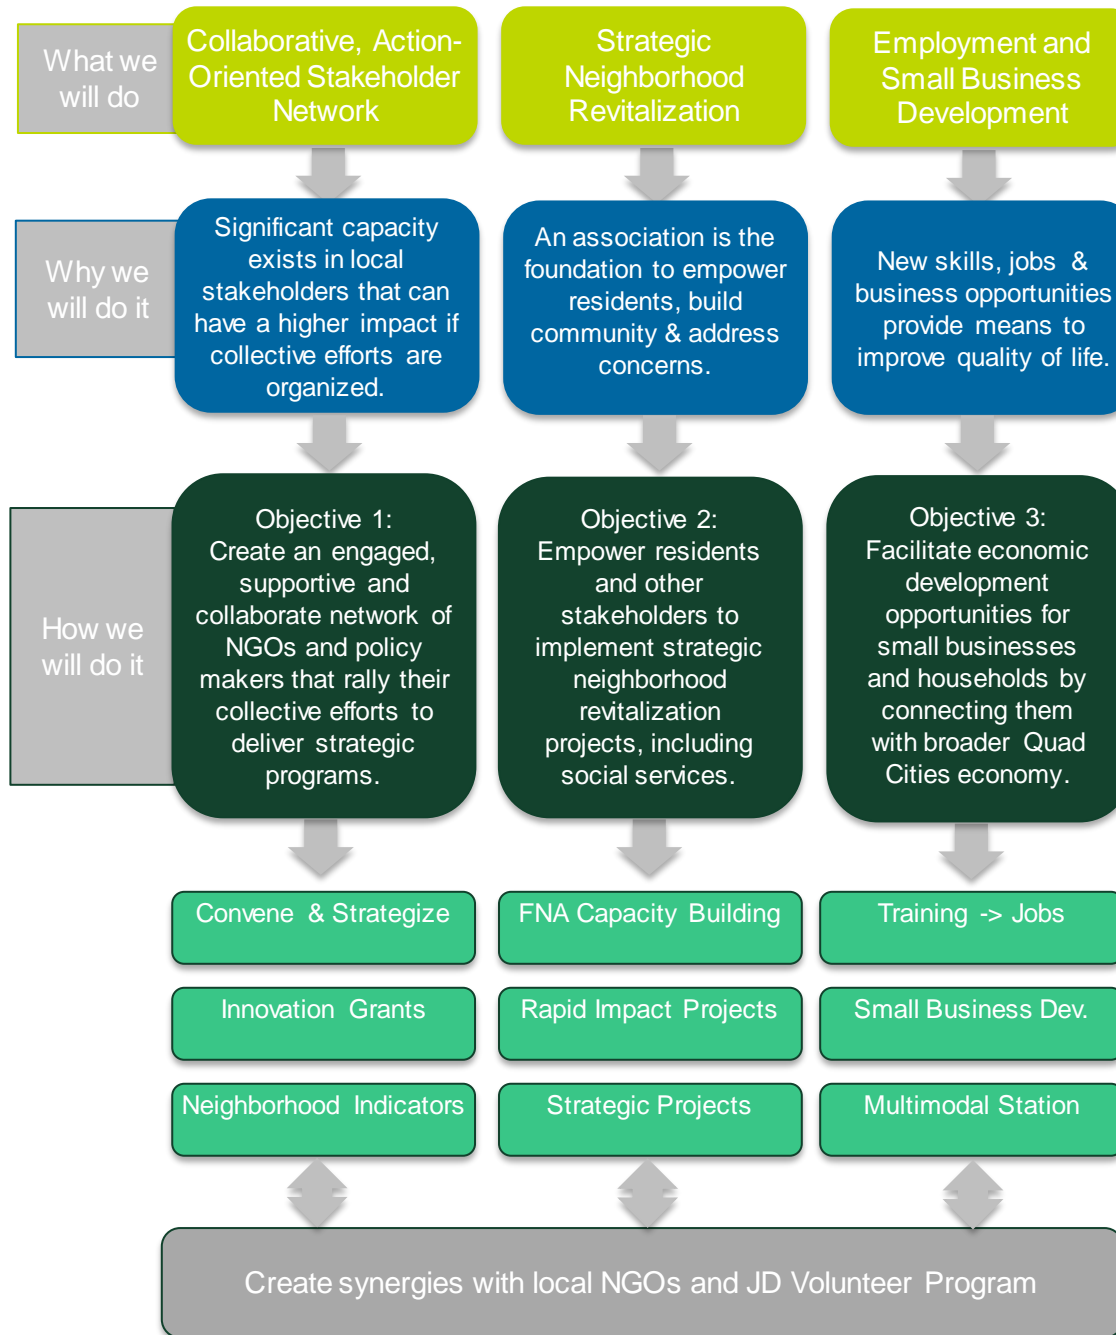 What we
will do
Collaborative, Action-
Oriented Stakeholder
Network
Strategic
Neighborhood
Revitalization
Employment and
Small Business
Development
Why we
will do it
Significant capacity
exists in local
stakeholders that can
have a higher impact if
collective efforts are
organized.
An association is the
foundation to empower
residents, build
community & address
concerns.
New skills, jobs &
business opportunities
provide means to
improve quality of life.
How we
will do it
Objective 1:
Create an engaged,
supportive and
collaborate network of
NGOs and policy
makers that rally their
collective efforts to
deliver strategic
programs.
Objective 2:
Empower residents
and other
stakeholders to
implement strategic
neighborhood
revitalization
projects, including
social services.
Objective 3:
Facilitate economic
development
opportunities for
small businesses
and households by
connecting them
with broader Quad
Cities economy.
Convene & Strategize
FNA Capacity Building
Training -> Jobs
Innovation Grants
Rapid Impact Projects
Small Business Dev.
Neighborhood Indicators
Strategic Projects
Multimodal Station
Create synergies with local NGOs and JD Volunteer Program